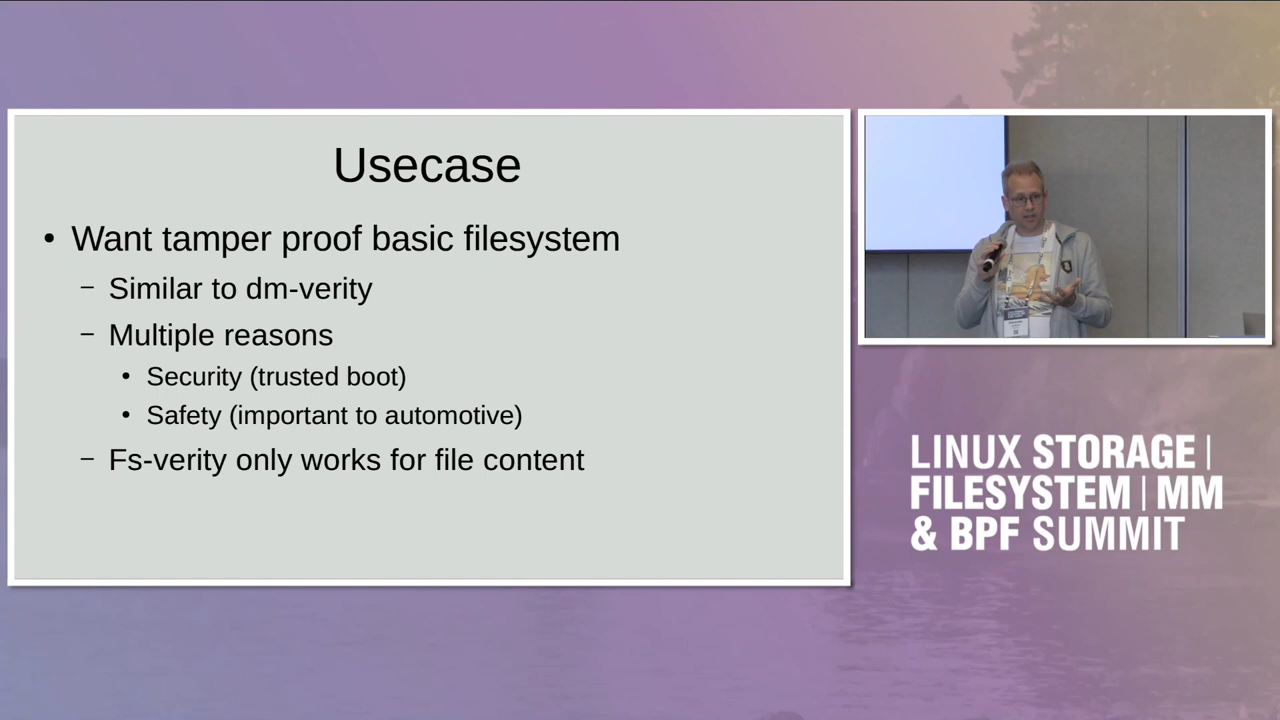 Usecase
• Want tamper proof basic filesystem
– Similar to dm-verity
– Multiple reasons
• Security (trusted boot)
• Safety (important to automotive)
– Fs-verity only works for file content
LINUX STORAGE |
FILESYSTEM | MM
& BPF SUMMIT